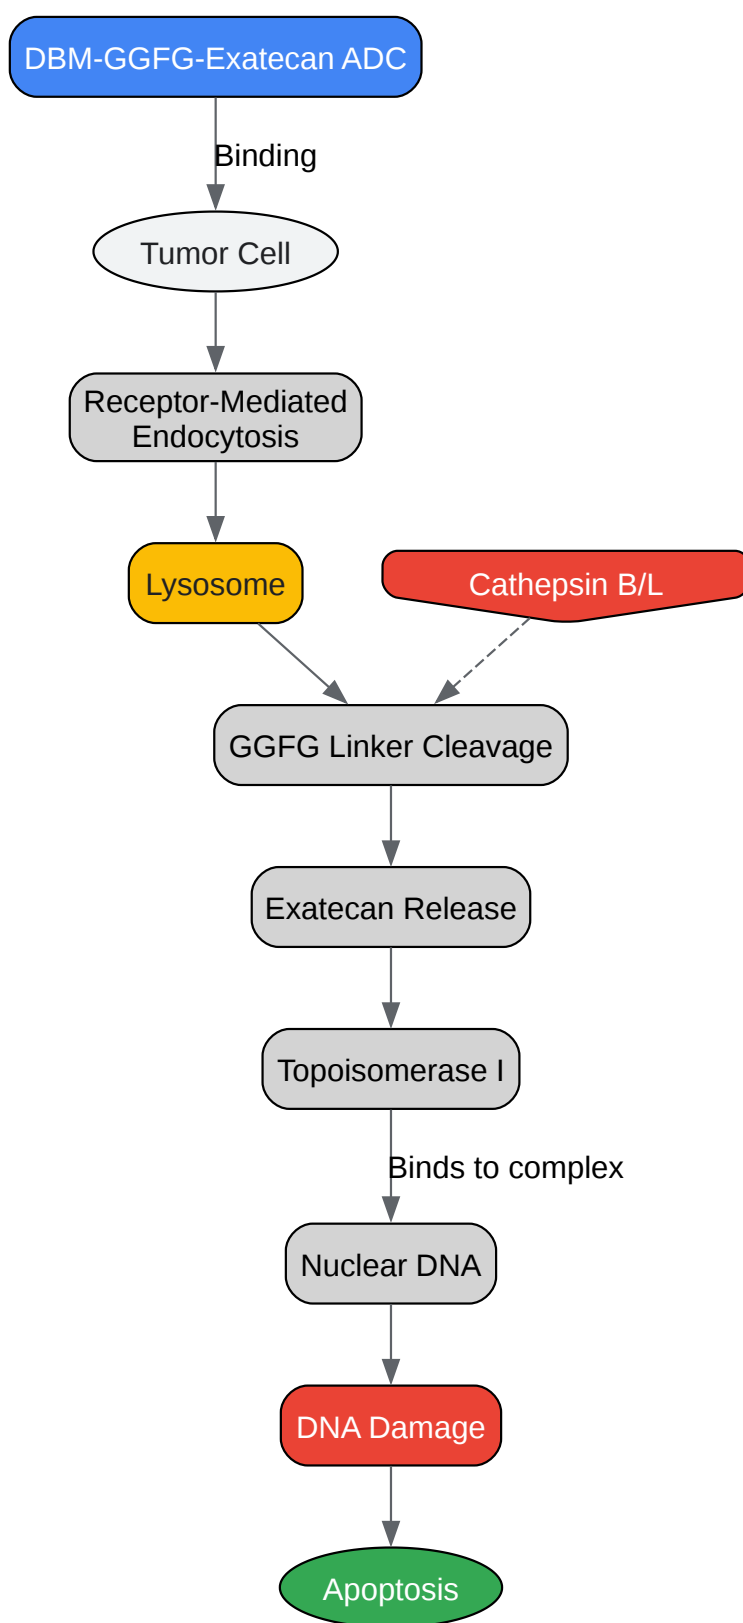 DBM-GGFG-Exatecan ADC
Binding
Tumor Cell
Receptor-Mediated
Endocytosis
Lysosome
Cathepsin B/L
GGFG Linker Cleavage
Exatecan Release
Topoisomerase I
Binds to complex
Nuclear DNA
DNA Damage
Apoptosis